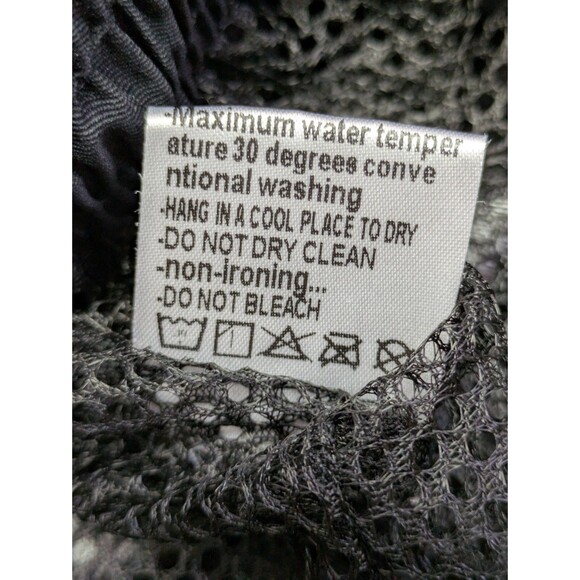 -Maximum water temper
ature 30 degrees conve
ntional washing
-HANG IN A COOL PLACE TO DRY
-DO NOT DRY CLEAN
-non-ironing...
-DO NOT BLEACH